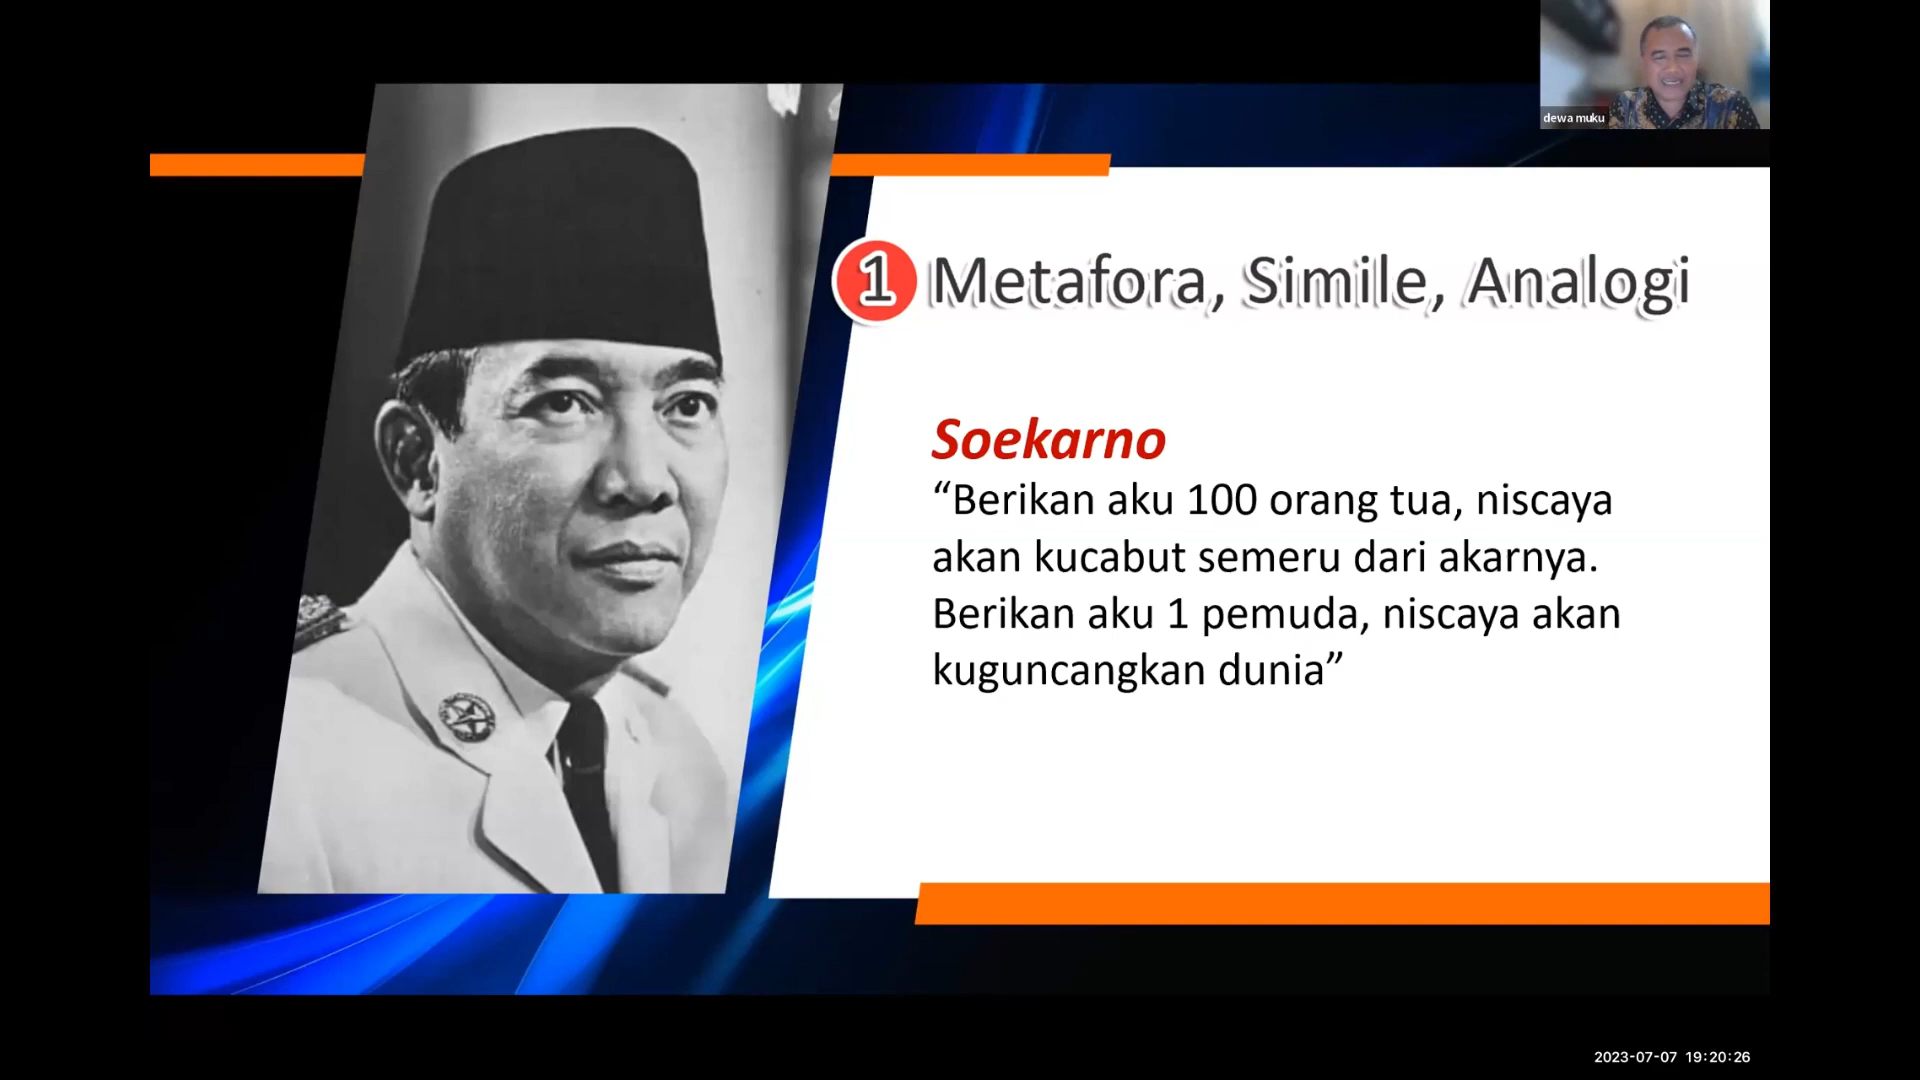 dewa muku
1 Metafora, Simile, Analogi
Soekarno
“Berikan aku 100 orang tua, niscaya
akan kucabut semeru dari akarnya.
Berikan aku 1 pemuda, niscaya akan
kuguncangkan dunia”
2023-07-07 19:20:26